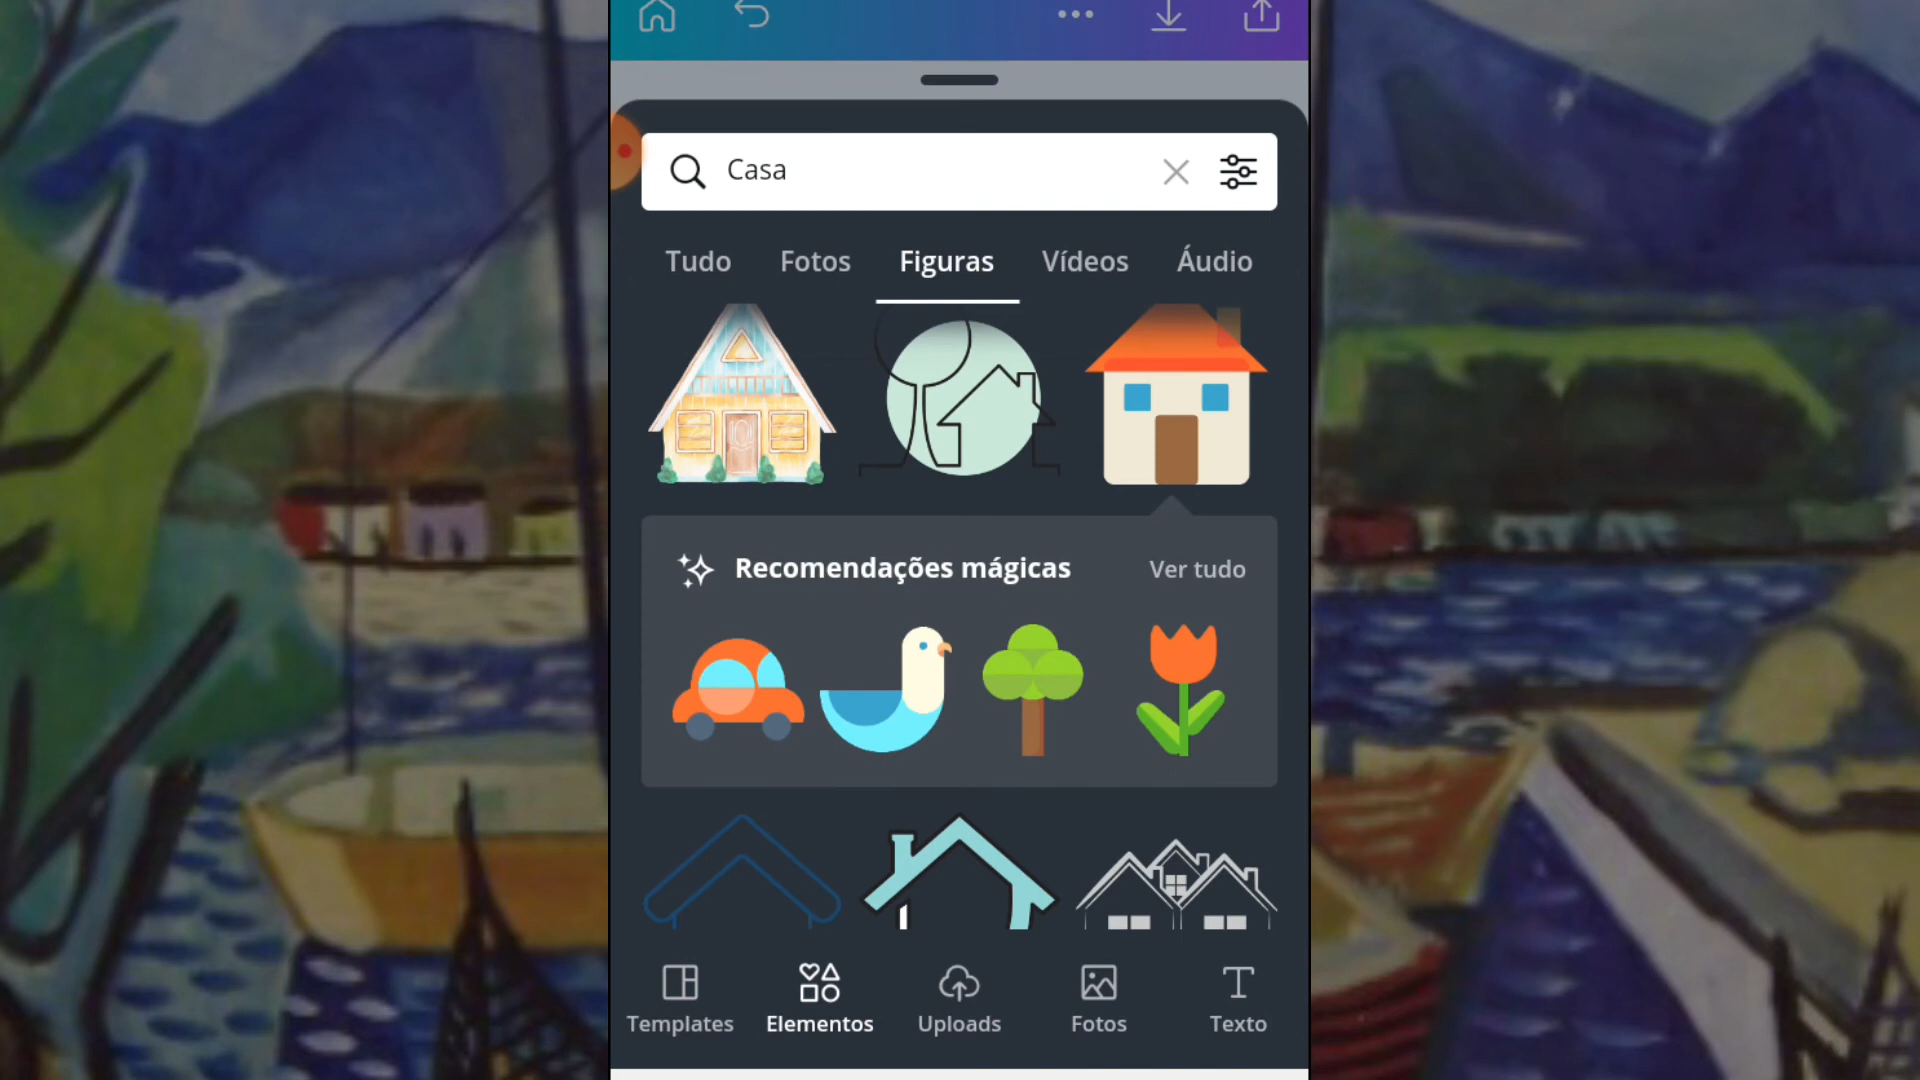 Casa
Tudo Fotos Figuras Vídeos Áudio
Recomendações mágicas Ver tudo
Templates Elementos Uploads Fotos Texto